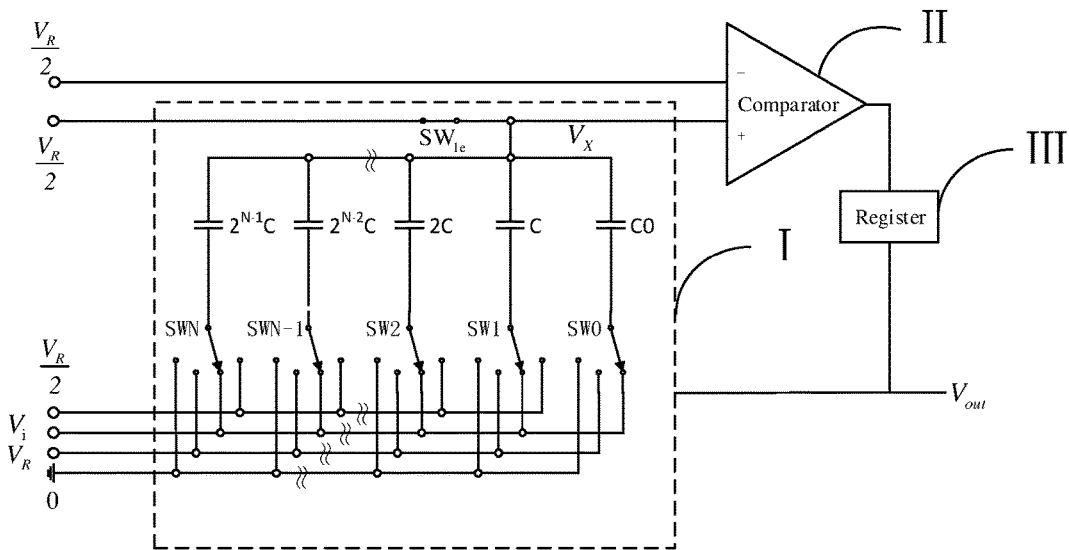 V_R
2
II
Comparator
−
+
V_R
2
SW_1e
V_X
III
2^{N-1}C
2^{N-2}C
2C
C
C0
Register
I
SWN
SWN-1
SW2
SW1
SW0
V_R
2
V_i
V_R
0
V_out